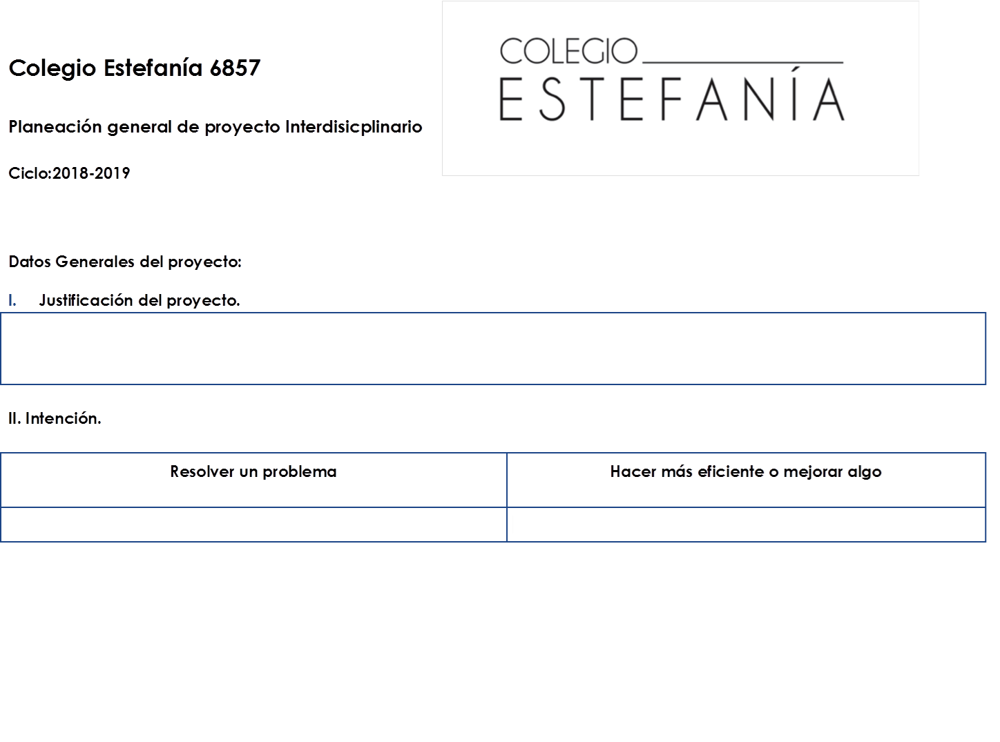 Colegio Estefanía 6857
COLEGIO
ESTEFANÍA
Planeación general de proyecto Interdisicplinario
Ciclo:2018-2019
Datos Generales del proyecto:
I. Justificación del proyecto.
II. Intención.
Resolver un problema
Hacer más eficiente o mejorar algo